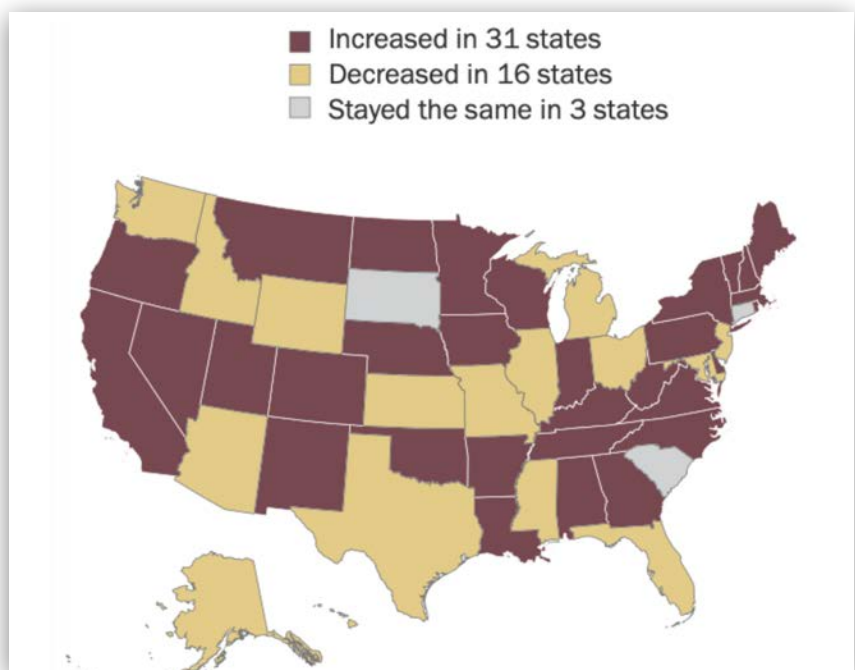 Increased in 31 states
Decreased in 16 states
Stayed the same in 3 states